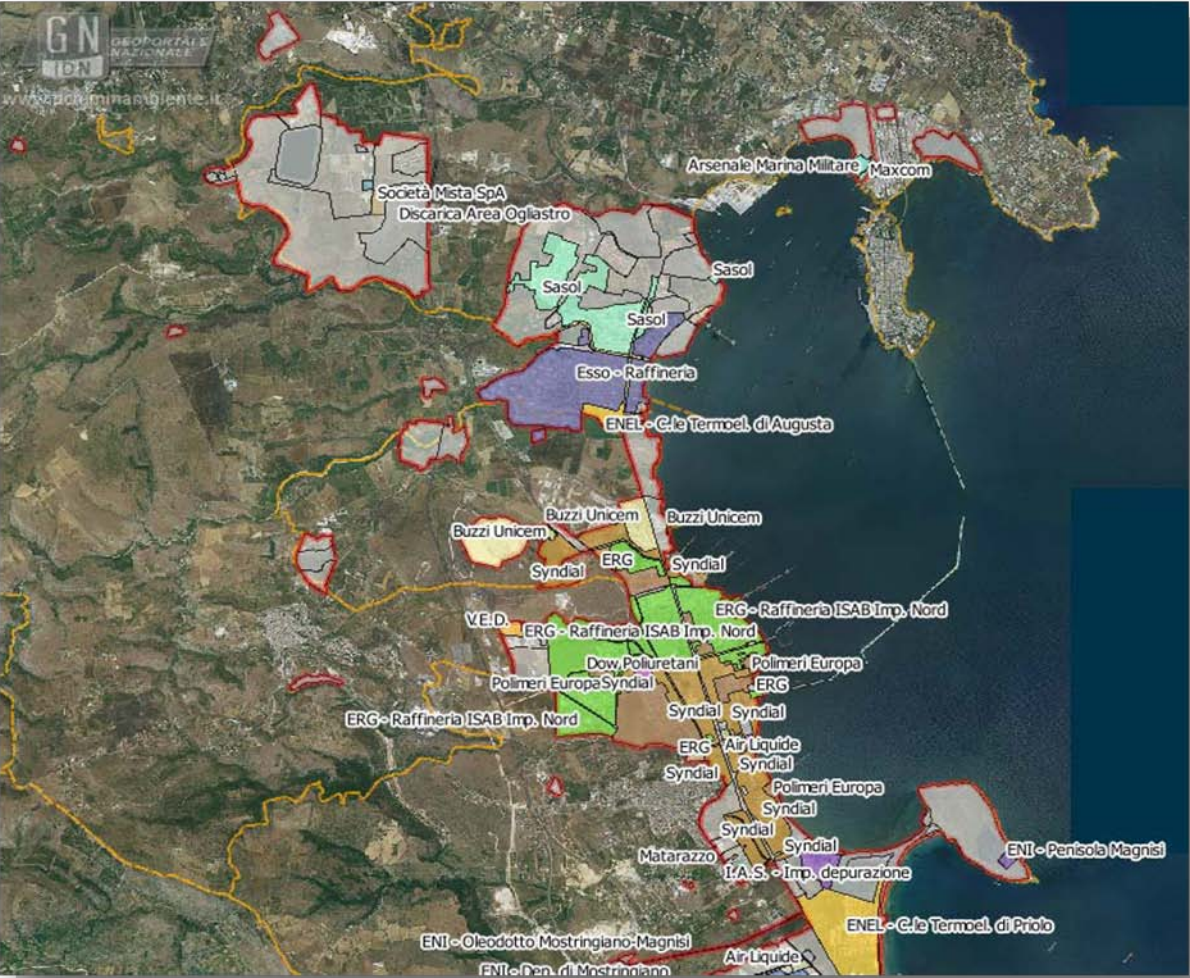 GN
IDN
GEOPORTALE
NAZIONALE
Arsenale Marina Militare
Maxcom
Società Mista SpA
Discarica Area Ogliastro
Sasol
Sasol
Sasol
Esso - Raffineria
ENEL - C.le Termoel. di Augusta
Buzzi Unicem
Buzzi Unicem
Buzzi Unicem
ERG
Syndial
Syndial
ERG - Raffineria ISAB Imp. Nord
V.E.D.
ERG - Raffineria ISAB Imp. Nord
Dow Poliuretani
Polimeri Europa
Polimeri Europa
Syndial
ERG
Syndial
Syndial
ERG - Raffineria ISAB Imp. Nord
ERG
Air Liquide
Syndial
Syndial
Polimeri Europa
Syndial
Syndial
Syndial
ENI - Penisola Magnisi
Matarazzo
I.A.S. - Imp. depurazione
ENEL - C.le Termoel. di Priolo
ENI - Oleodotto Mostringiano-Magnisi
Air Liquide
ENI - Dep. di Mostringiano